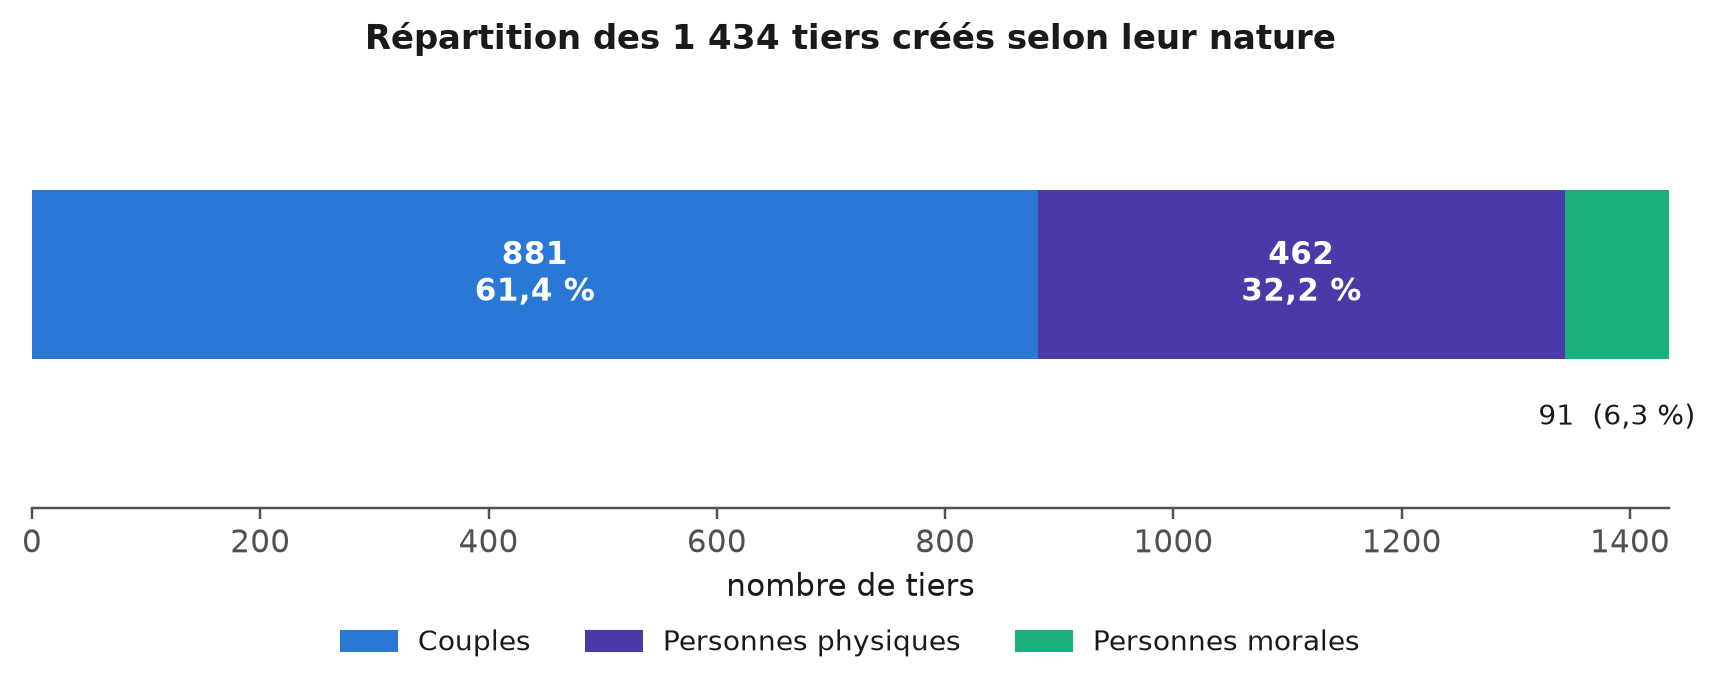 Répartition des 1 434 tiers créés selon leur nature
881
61,4 %
462
32,2 %
91  (6,3 %)
0 200 400 600 800 1000 1200 1400
nombre de tiers
Couples Personnes physiques Personnes morales